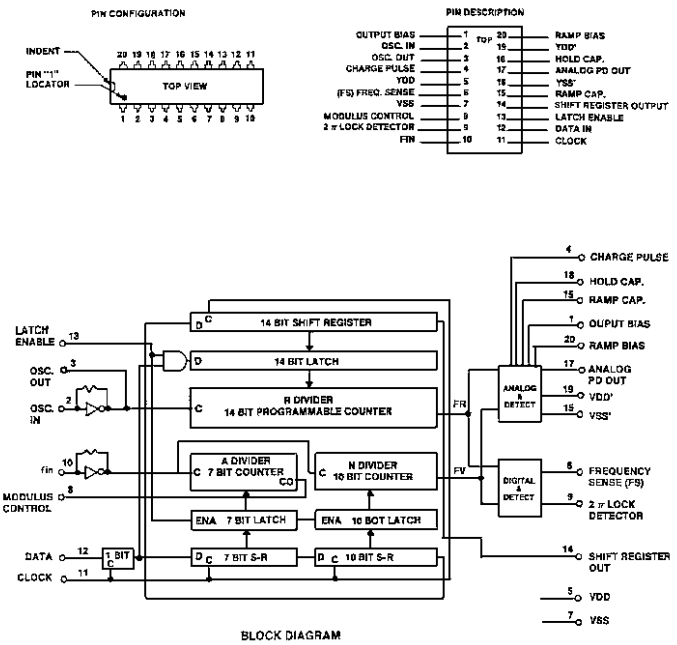 PIN CONFIGURATION
INDENT
PIN "1"
LOCATOR
20 19 18 17 16 15 14 13 12 11
TOP VIEW
1 2 3 4 5 6 7 8 9 10
PIN DESCRIPTION
TOP
OUTPUT BIAS 1
OSC. IN 2
OSC. OUT 3
CHARGE PULSE 4
VDD 5
(FS) FREQ. SENSE 6
VSS 7
MODULUS CONTROL 8
2 π LOCK DETECTOR 9
FIN 10
20 RAMP BIAS
19 VDD'
18 HOLD CAP.
17 ANALOG PD OUT
16 VSS'
15 RAMP CAP.
14 SHIFT REGISTER OUTPUT
13 LATCH ENABLE
12 DATA IN
11 CLOCK
4 CHARGE PULSE
18 HOLD CAP.
15 RAMP CAP.
1 OUPUT BIAS
20 RAMP BIAS
17 ANALOG
PD OUT
19 VDD'
15 VSS'
LATCH
ENABLE 13
OSC. 3
OUT
OSC. 2
IN
D C 14 BIT SHIFT REGISTER
D 14 BIT LATCH
R DIVIDER
C 14 BIT PROGRAMMABLE COUNTER
FR
ANALOG
&
DETECT
fin 10
MODULUS 8
CONTROL
A DIVIDER
C 7 BIT COUNTER
CO
N DIVIDER
C 10 BIT COUNTER
FV
DIGITAL
&
DETECT
6 FREQUENCY
SENSE (FS)
9 2 π LOCK
DETECTOR
ENA 7 BIT LATCH
ENA 10 BOT LATCH
DATA 12
CLOCK 11
1 BIT
C
D C 7 BIT S-R
D C 10 BIT S-R
14 SHIFT REGISTER
OUT
5 VDD
7 VSS
BLOCK DIAGRAM